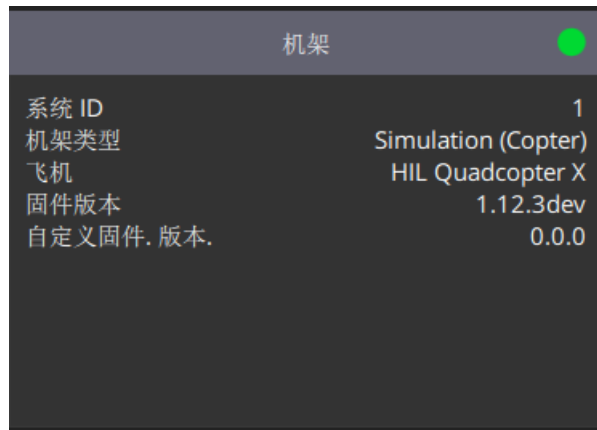 机架
系统 ID 1
机架类型 Simulation (Copter)
飞机 HIL Quadcopter X
固件版本 1.12.3dev
自定义固件. 版本. 0.0.0